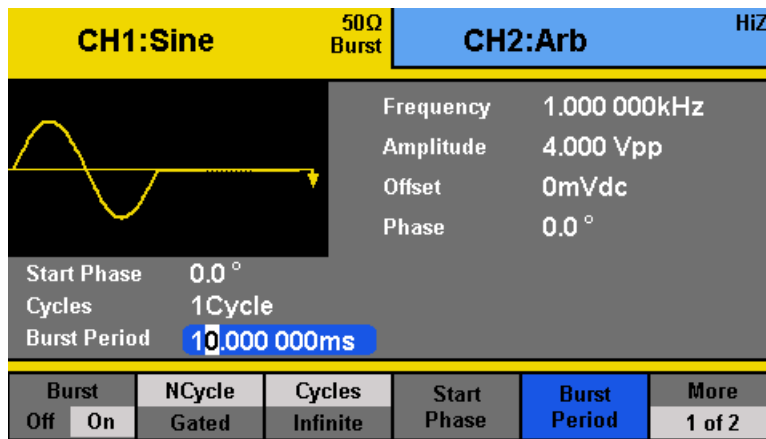 CH1:Sine 50Ω Burst CH2:Arb HiZ
Frequency 1.000 000kHz
Amplitude 4.000 Vpp
Offset 0mVdc
Phase 0.0 °
Start Phase 0.0 °
Cycles 1Cycle
Burst Period 10.000 000ms
Burst NCycle Cycles Start Burst More
Off On Gated Infinite Phase Period 1 of 2